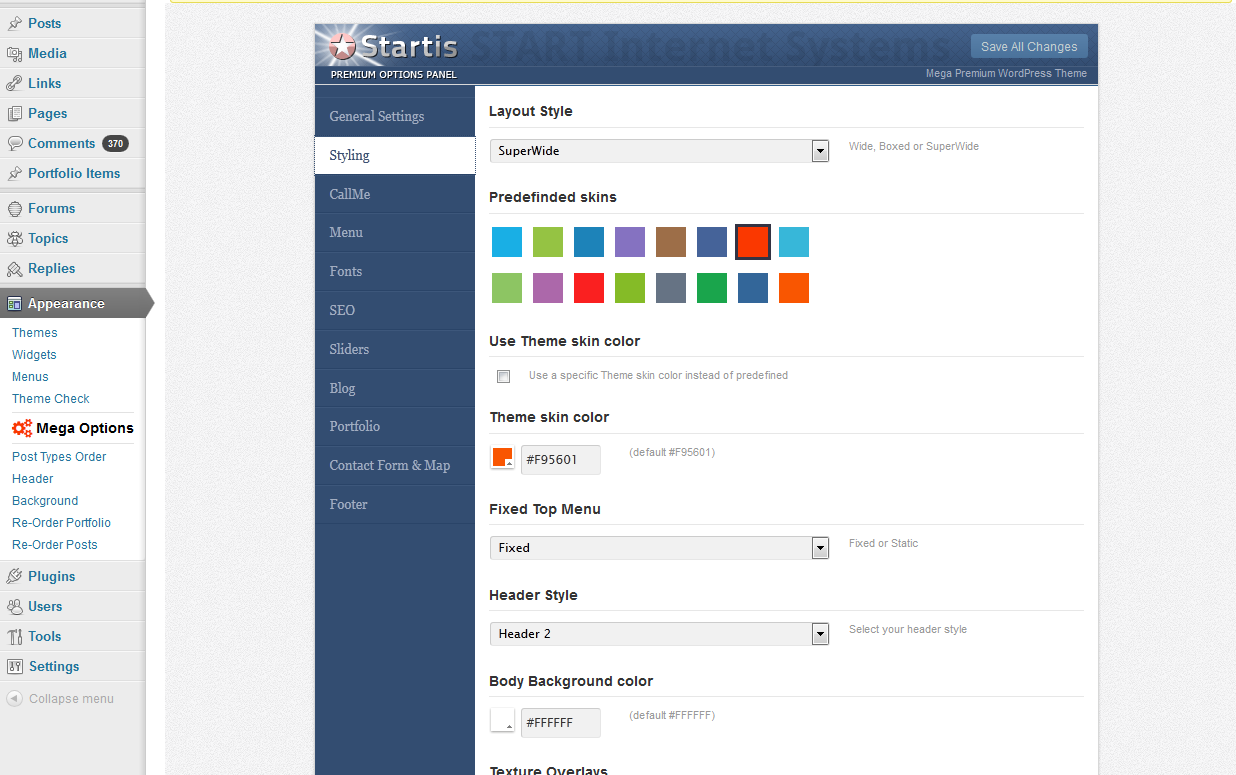 Posts
Media
Links
Pages
Comments 370
Portfolio Items
Forums
Topics
Replies
Appearance
Themes
Widgets
Menus
Theme Check
Mega Options
Post Types Order
Header
Background
Re-Order Portfolio
Re-Order Posts
Plugins
Users
Tools
Settings
Collapse menu
Startis
PREMIUM OPTIONS PANEL
Save All Changes
Mega Premium WordPress Theme
General Settings
Styling
CallMe
Menu
Fonts
SEO
Sliders
Blog
Portfolio
Contact Form & Map
Footer
Layout Style
SuperWide
Wide, Boxed or SuperWide
Predefinded skins
Use Theme skin color
Use a specific Theme skin color instead of predefined
Theme skin color
#F95601
(default #F95601)
Fixed Top Menu
Fixed
Fixed or Static
Header Style
Header 2
Select your header style
Body Background color
#FFFFFF
(default #FFFFFF)
Texture Overlays